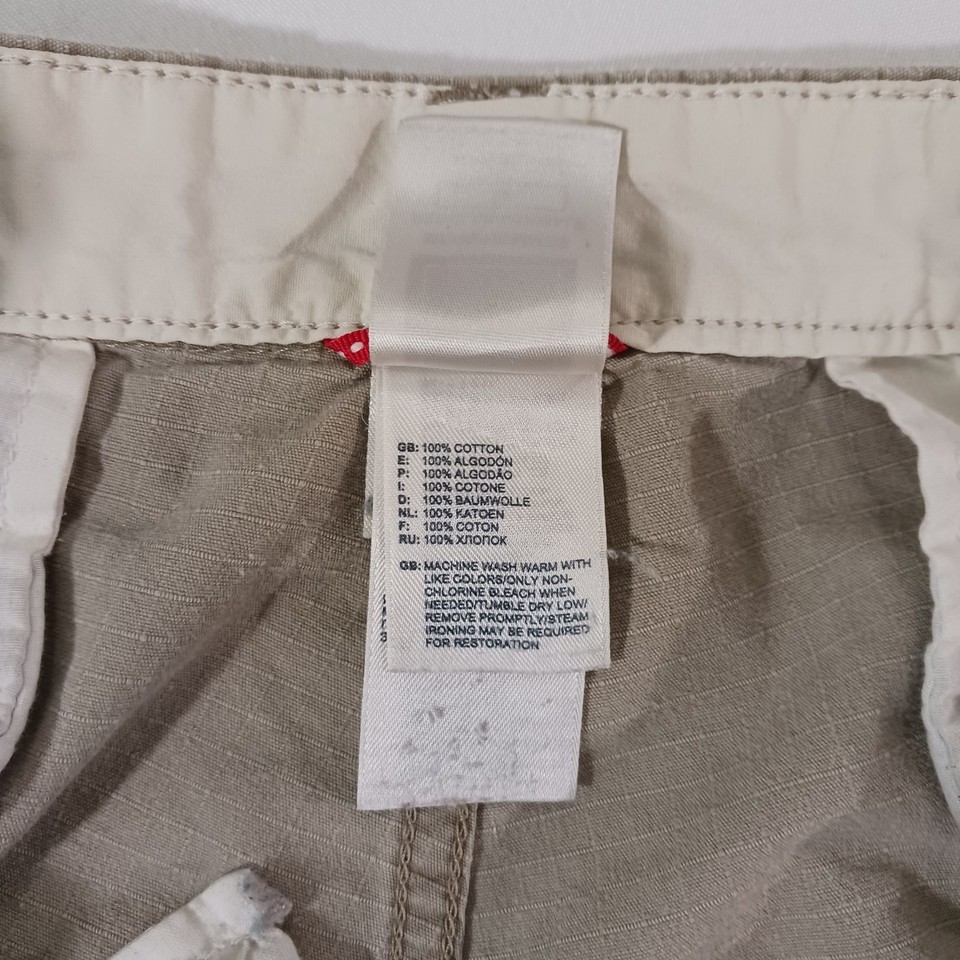 GB: 100% COTTON
E: 100% ALGODÓN
P: 100% ALGODÃO
I: 100% COTONE
D: 100% BAUMWOLLE
NL: 100% KATOEN
F: 100% COTON
RU: 100% ХЛОПОК
GB: MACHINE WASH WARM WITH
LIKE COLORS/ONLY NON-
CHLORINE BLEACH WHEN
NEEDED/TUMBLE DRY LOW/
REMOVE PROMPTLY/STEAM
IRONING MAY BE REQUIRED
FOR RESTORATION